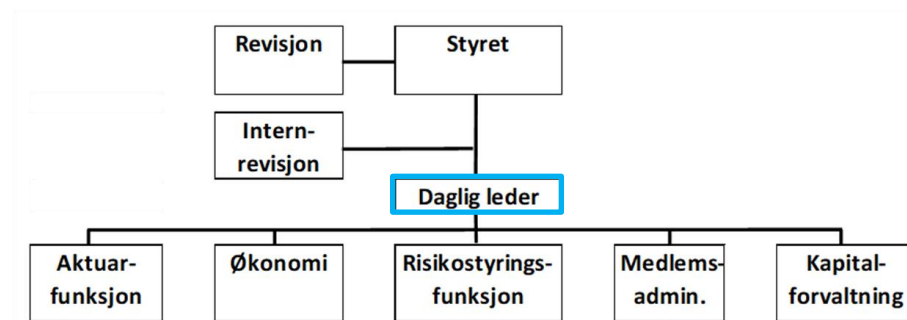 Revisjon
Styret
Intern-
revisjon
Daglig leder
Aktuar-
funksjon
Økonomi
Risikostyrings-
funksjon
Medlems-
admin.
Kapital-
forvaltning